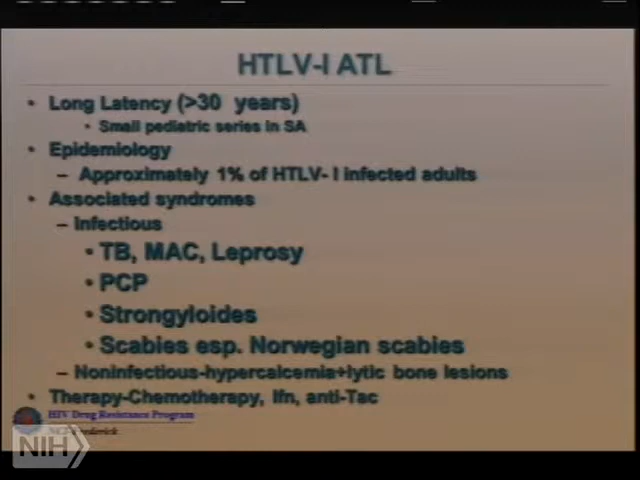 HTLV-I ATL
• Long Latency (>30 years)
• Small pediatric series in SA
• Epidemiology
– Approximately 1% of HTLV- I infected adults
• Associated syndromes
– Infectious
• TB, MAC, Leprosy
• PCP
• Strongyloides
• Scabies esp. Norwegian scabies
– Noninfectious-hypercalcemia+lytic bone lesions
• Therapy-Chemotherapy, Ifn, anti-Tac
HIV Drug Resistance Program
NIH